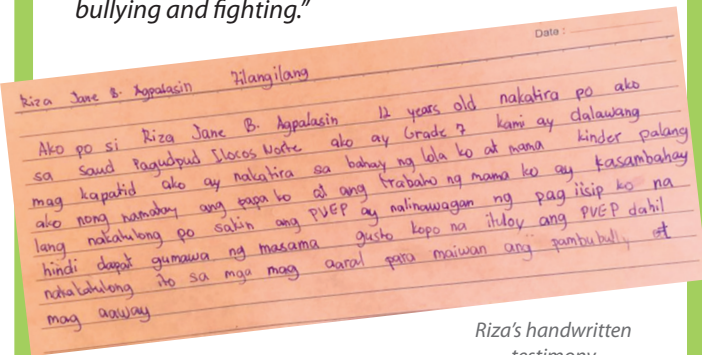 bullying and fighting."
Date :
Riza Jane B. Agpalasin Zilangilang
Ako po si Riza Jane B. Agpalasin 12 years old nakatira po ako
sa Saud Pagudpud Ilocos Norte ako ay Grade 7 kami ay dalawang
mag kapatid ako ay nakatira sa bahay ng lola ko at mama kinder palang
ako nong namatay ang papa ko at ang trabaho ng mama ko ay kasambahay
lang nakatulong po sakin ang PVEP ay nalinawagan ng pag iisip ko na
hindi dapat gumawa ng masama gusto kopo na ituloy ang PVEP dahil
nakakatulong ito sa mga mag aaral para maiwan ang pambubully at
mag aaway
Riza's handwritten
testimony